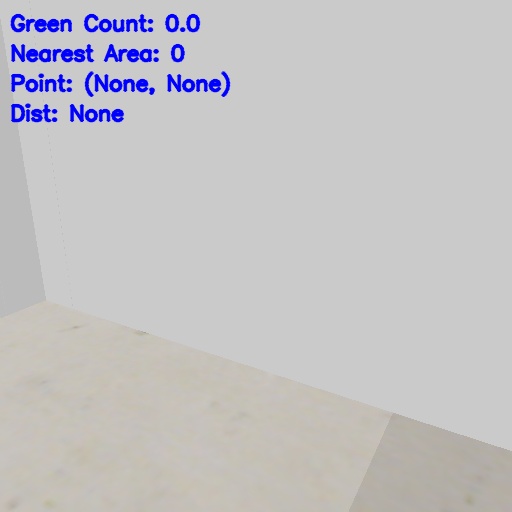 Green Count: 0.0
Nearest Area: 0
Point: (None, None)
Dist: None